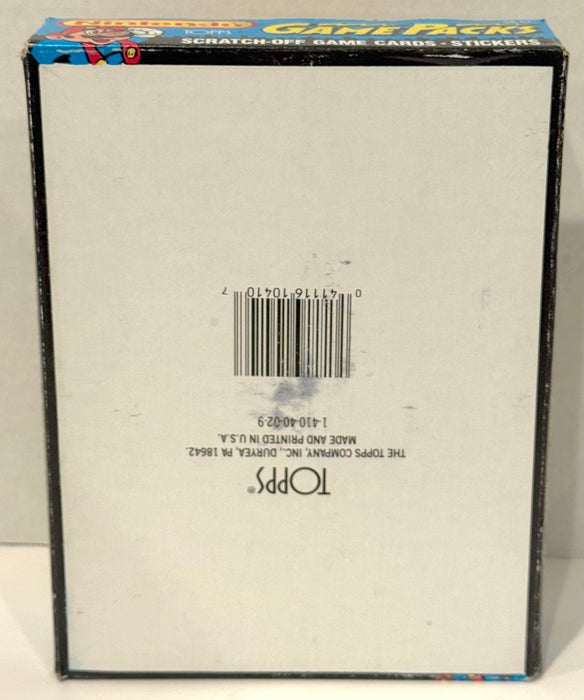 Nintendo®
TOPPS
GAME PACKS
SCRATCH-OFF GAME CARDS • STICKERS
TOPP'S®
THE TOPPS COMPANY, INC., DURYEA, PA 18642.
MADE AND PRINTED IN U.S.A.
1-410-40-02-9
0 41116 10410 7